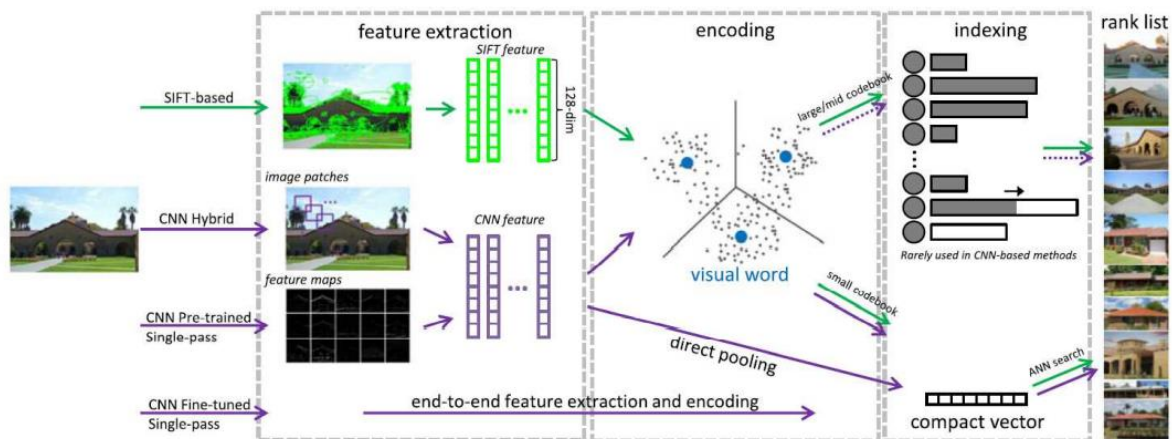 feature extraction
encoding
indexing
rank list
SIFT feature
SIFT-based
128-dim
large/mid codebook
image patches
CNN Hybrid
CNN feature
Rarely used in CNN-based methods
feature maps
visual word
small codebook
CNN Pre-trained
Single-pass
direct pooling
ANN search
CNN Fine-tuned
Single-pass
end-to-end feature extraction and encoding
compact vector